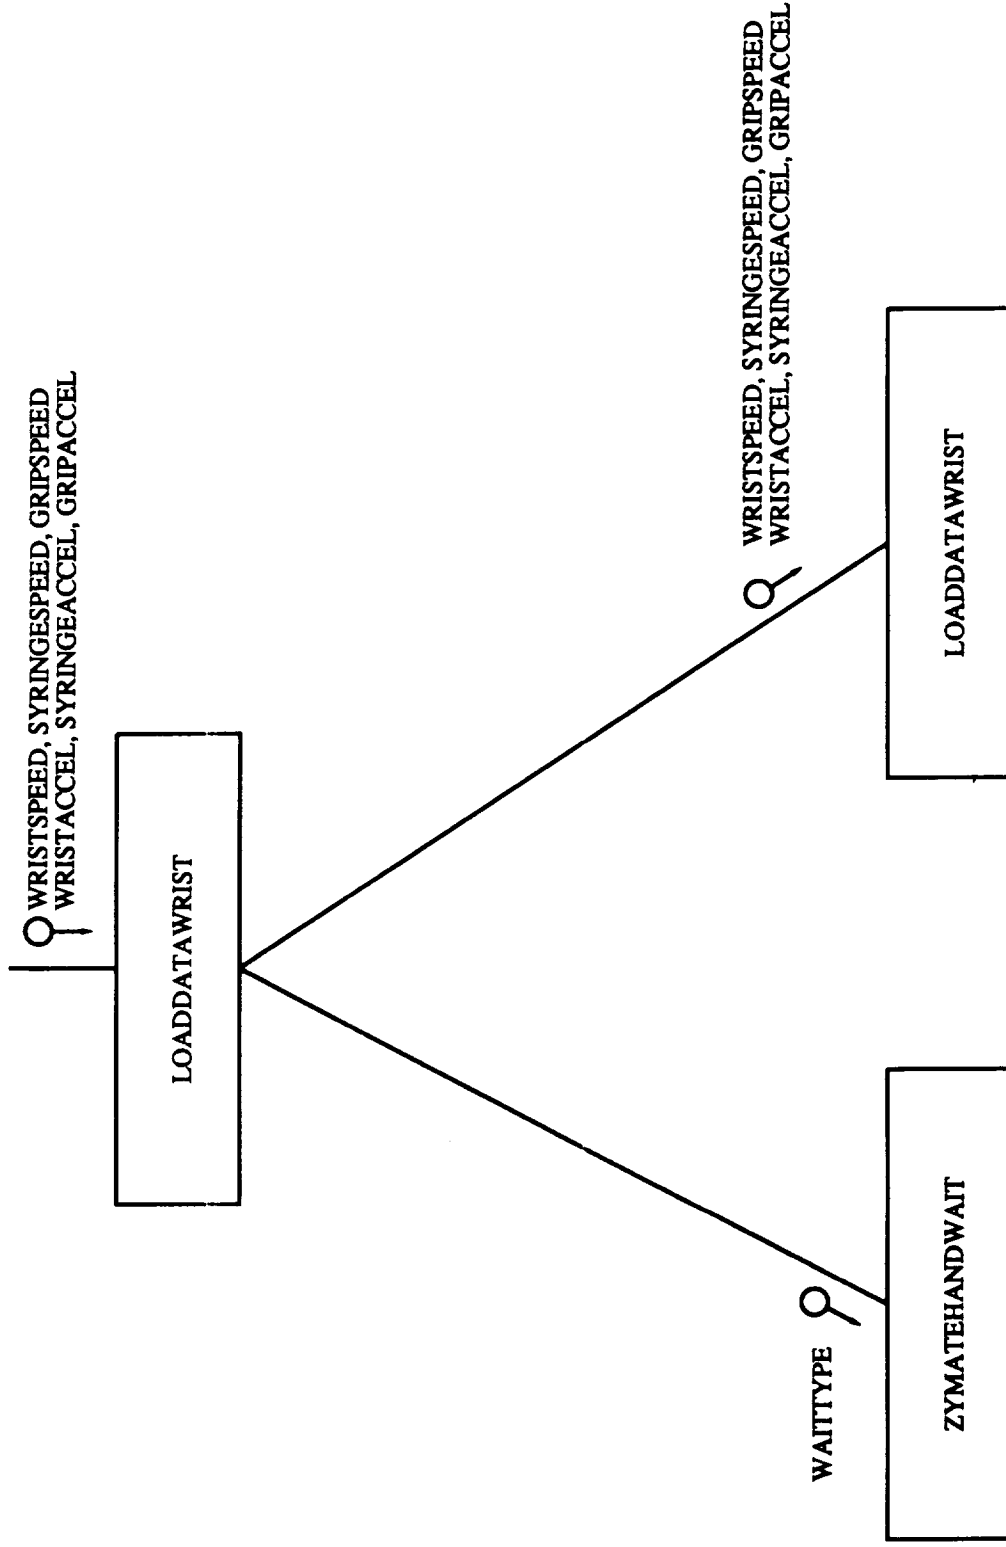 WRISTSPEED, SYRINGESPEED, GRIPSPEED
WRISTACCEL, SYRINGEACCEL, GRIPACCEL
LOADDATAWRIST
WAITTYPE
WRISTSPEED, SYRINGESPEED, GRIPSPEED
WRISTACCEL, SYRINGEACCEL, GRIPACCEL
ZYMATEHANDWAIT
LOADDATAWRIST